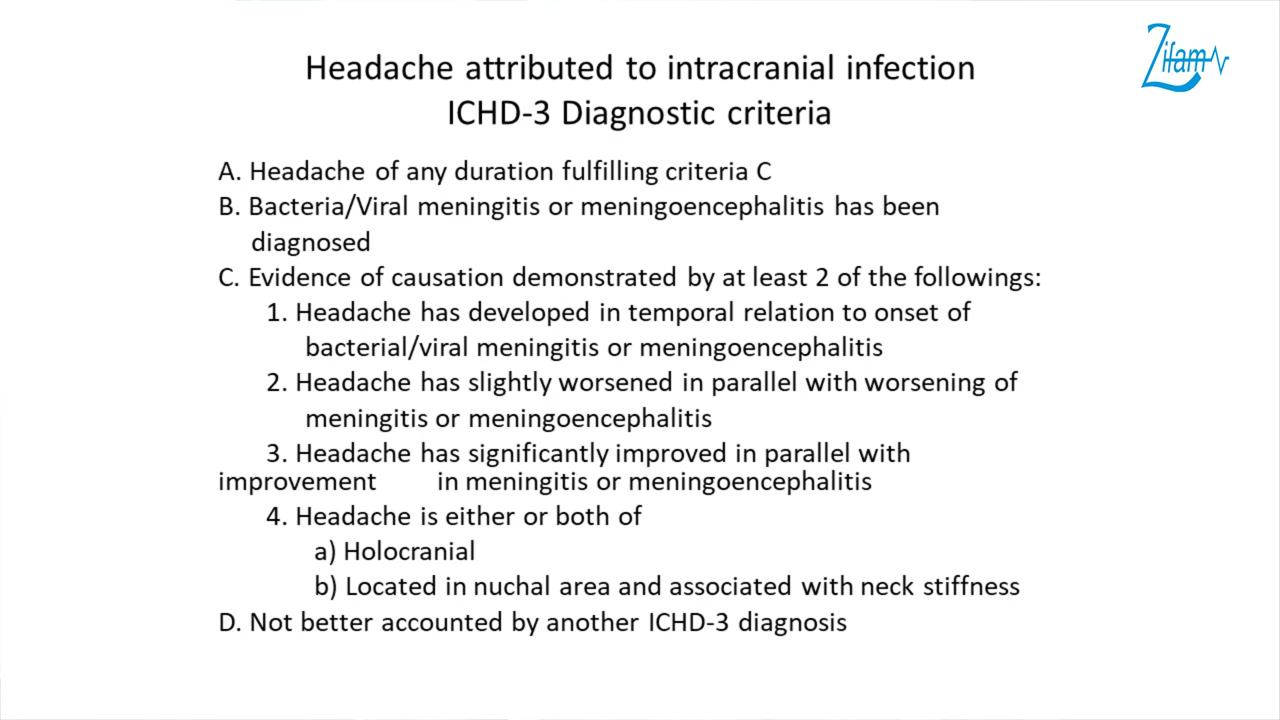 Zifam
Headache attributed to intracranial infection
ICHD-3 Diagnostic criteria
A. Headache of any duration fulfilling criteria C
B. Bacteria/Viral meningitis or meningoencephalitis has been
diagnosed
C. Evidence of causation demonstrated by at least 2 of the followings:
1. Headache has developed in temporal relation to onset of
bacterial/viral meningitis or meningoencephalitis
2. Headache has slightly worsened in parallel with worsening of
meningitis or meningoencephalitis
3. Headache has significantly improved in parallel with
improvement in meningitis or meningoencephalitis
4. Headache is either or both of
a) Holocranial
b) Located in nuchal area and associated with neck stiffness
D. Not better accounted by another ICHD-3 diagnosis